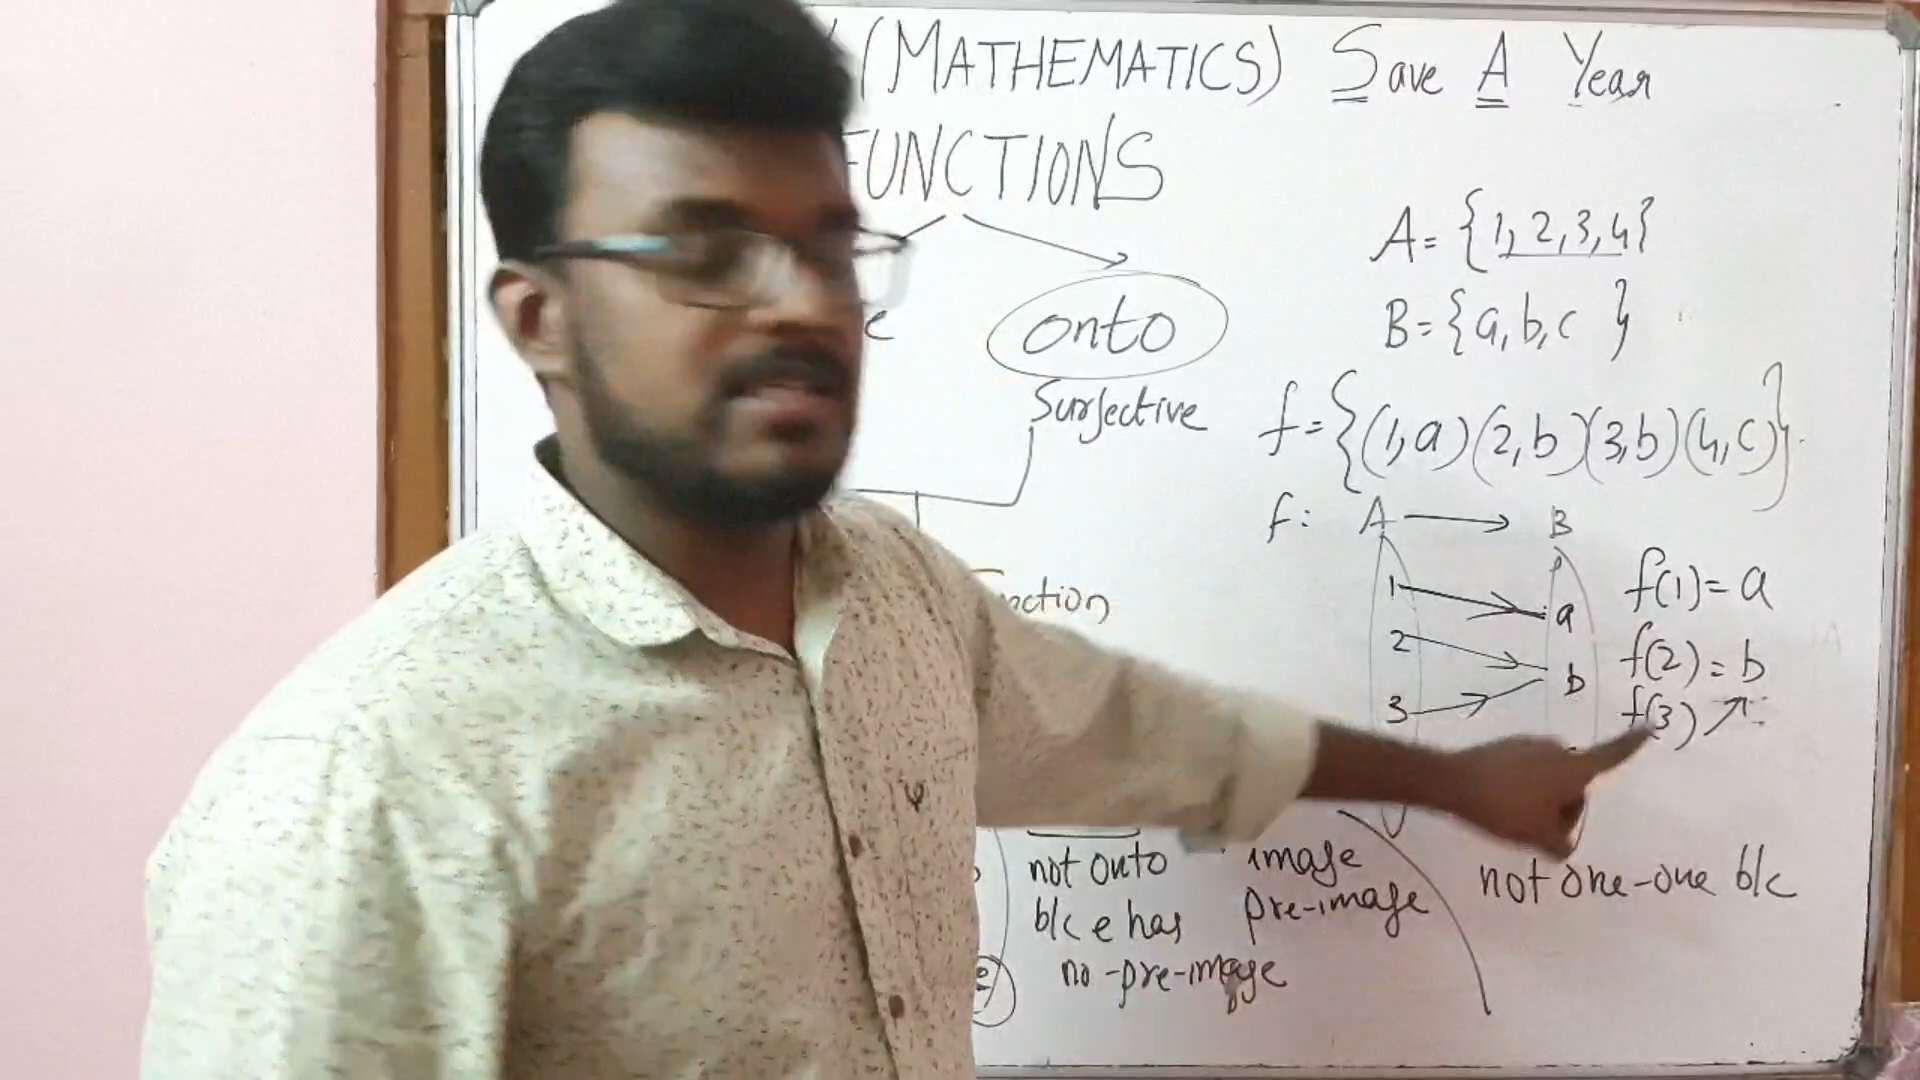 (MATHEMATICS) Save A Year
FUNCTIONS
onto
Surjective
A = {1, 2, 3, 4}
B = {a, b, c }
f = {(1, a) (2, b) (3, b) (4, c)}
f: A → B
1 a f(1) = a
2 b f(2) = b
3 f(3)
not onto
b/c e has
no-pre-image
image
pre-image
not one-one b/c